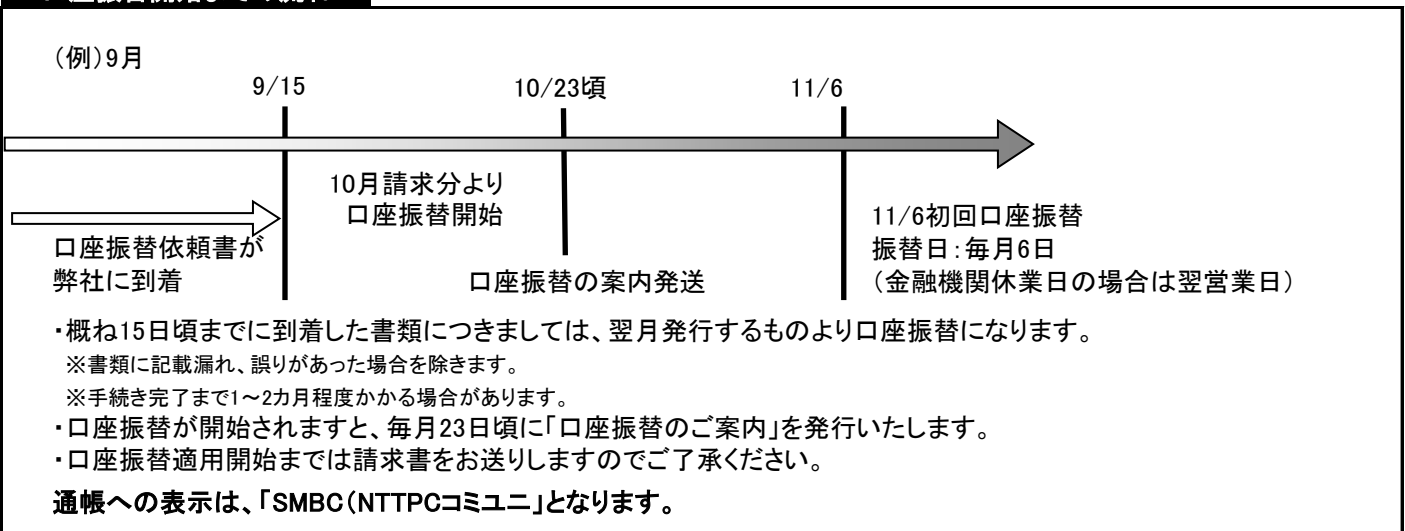 (例)9月
9/15
10/23頃
11/6
10月請求分より
口座振替開始
口座振替依頼書が
弊社に到着
口座振替の案内発送
11/6初回口座振替
振替日:毎月6日
(金融機関休業日の場合は翌営業日)
・概ね15日頃までに到着した書類につきましては、翌月発行するものより口座振替になります。
※書類に記載漏れ、誤りがあった場合を除きます。
※手続き完了まで1~2カ月程度かかる場合があります。
・口座振替が開始されますと、毎月23日頃に「口座振替のご案内」を発行いたします。
・口座振替適用開始までは請求書をお送りしますのでご了承ください。
通帳への表示は、「SMBC(NTTPCコミユニ」となります。